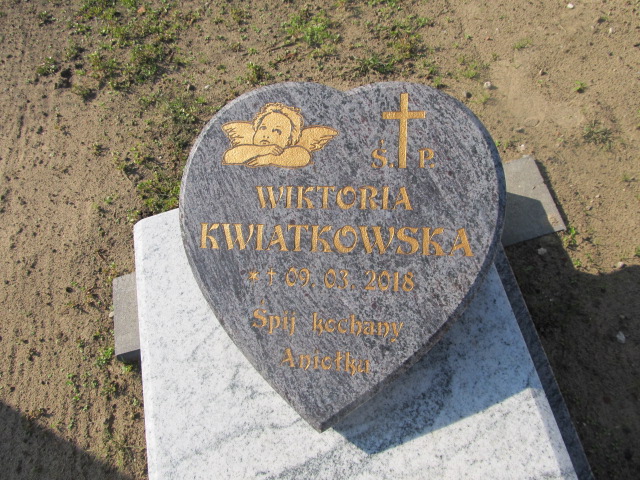 Ś. P.
WIKTORIA
KWIATKOWSKA
* † 09. 03. 2018
Śpij kochany
Aniołku